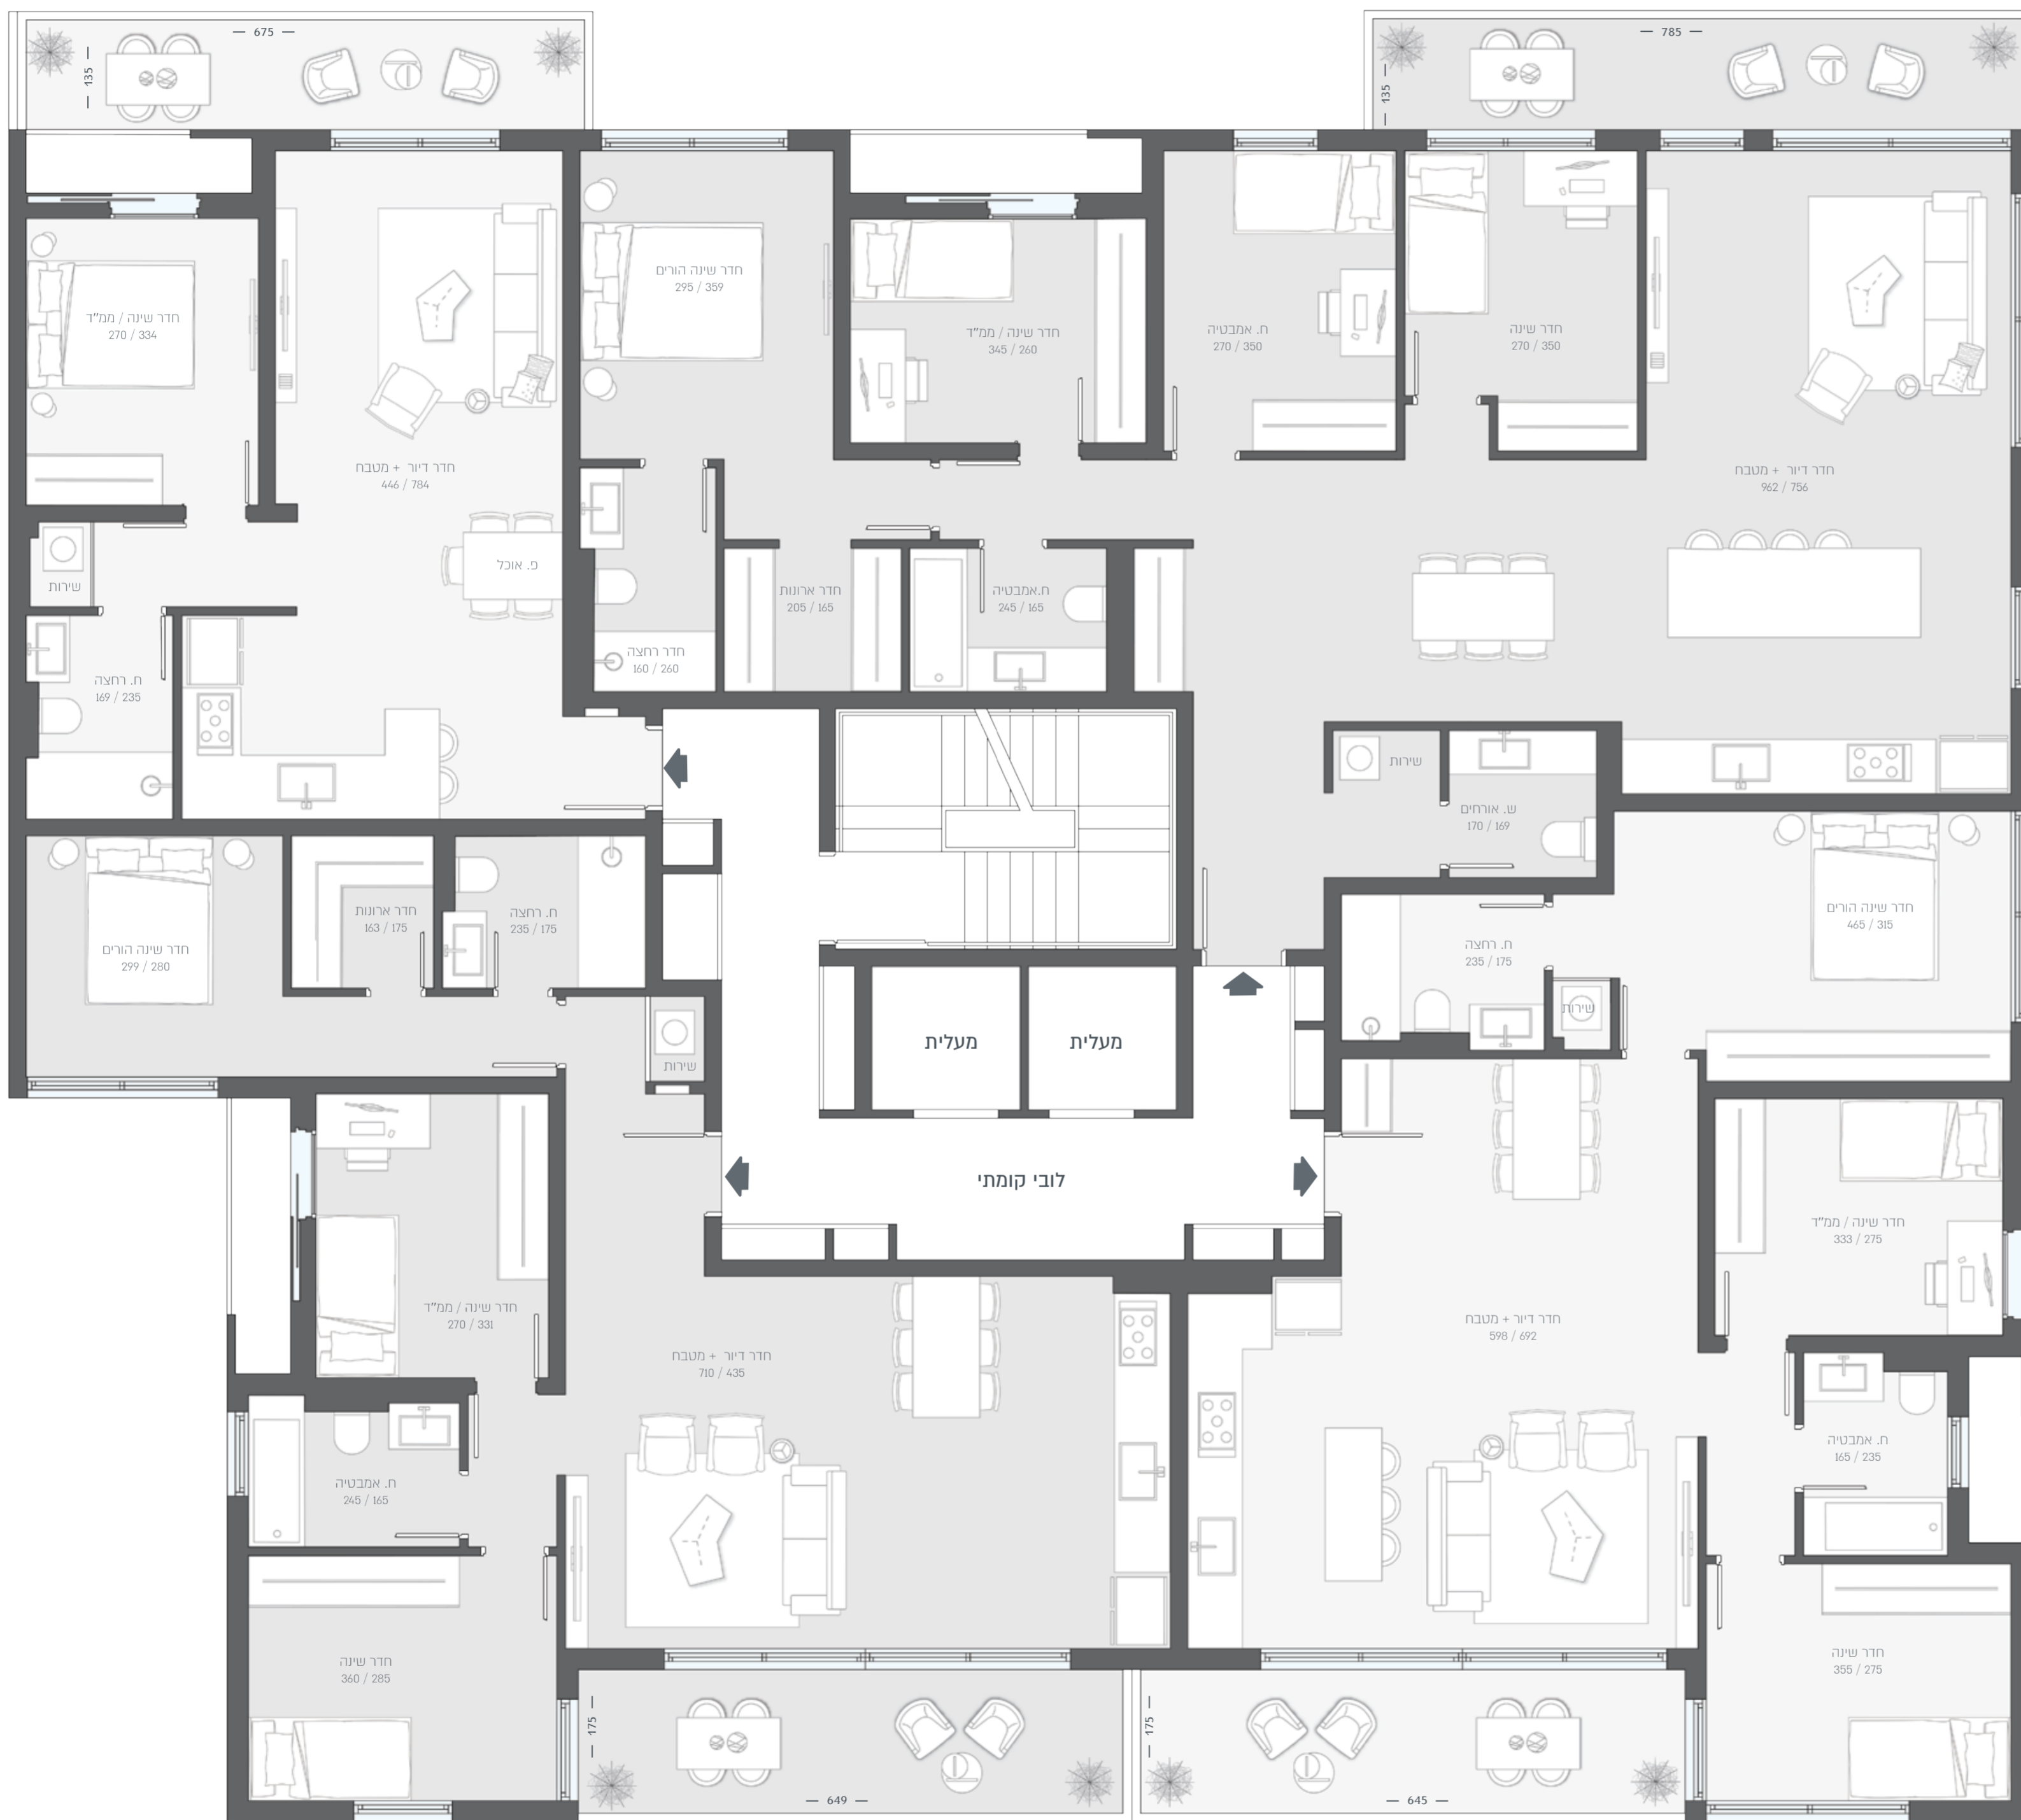 675
135
785
135
חדר שינה / ממ"ד
270 / 334
חדר דיור + מטבח
446 / 784
פ. אוכל
שירות
ח. רחצה
169 / 235
חדר שינה הורים
295 / 359
חדר שינה / ממ"ד
345 / 260
ח. אמבטיה
270 / 350
חדר שינה
270 / 350
חדר דיור + מטבח
962 / 756
חדר רחצה
160 / 260
חדר ארונות
205 / 165
ח.אמבטיה
245 / 165
שירות
ש. אורחים
170 / 169
חדר שינה הורים
299 / 280
חדר ארונות
163 / 175
ח. רחצה
235 / 175
שירות
מעלית
מעלית
לובי קומתי
ח. רחצה
235 / 175
שירות
חדר שינה הורים
465 / 315
חדר שינה / ממ"ד
333 / 275
חדר שינה / ממ"ד
270 / 331
חדר דיור + מטבח
710 / 435
חדר דיור + מטבח
598 / 692
ח. אמבטיה
165 / 235
ח. אמבטיה
245 / 165
חדר שינה
360 / 285
חדר שינה
355 / 275
175
649
175
645